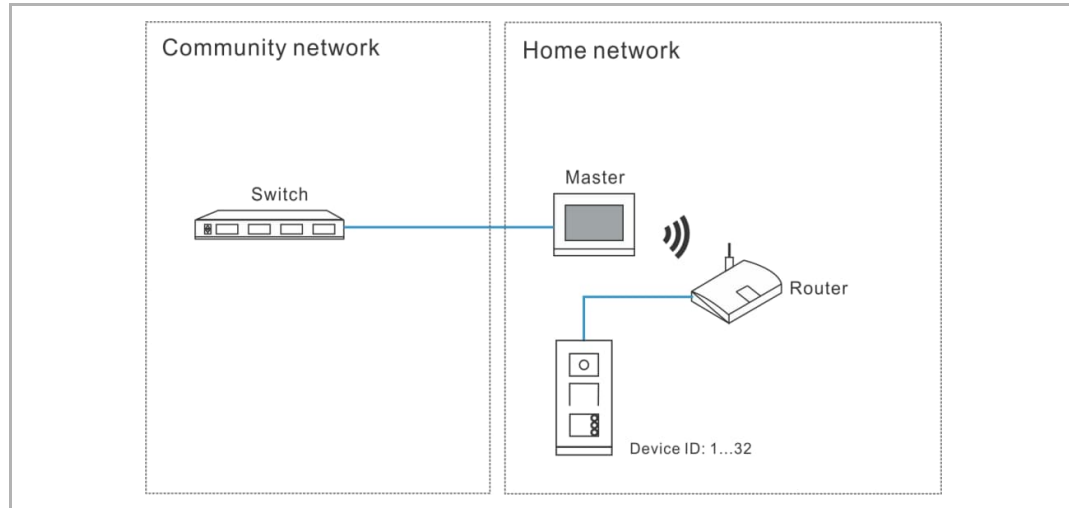 Community network
Home network
Switch
Master
Router
Device ID: 1...32